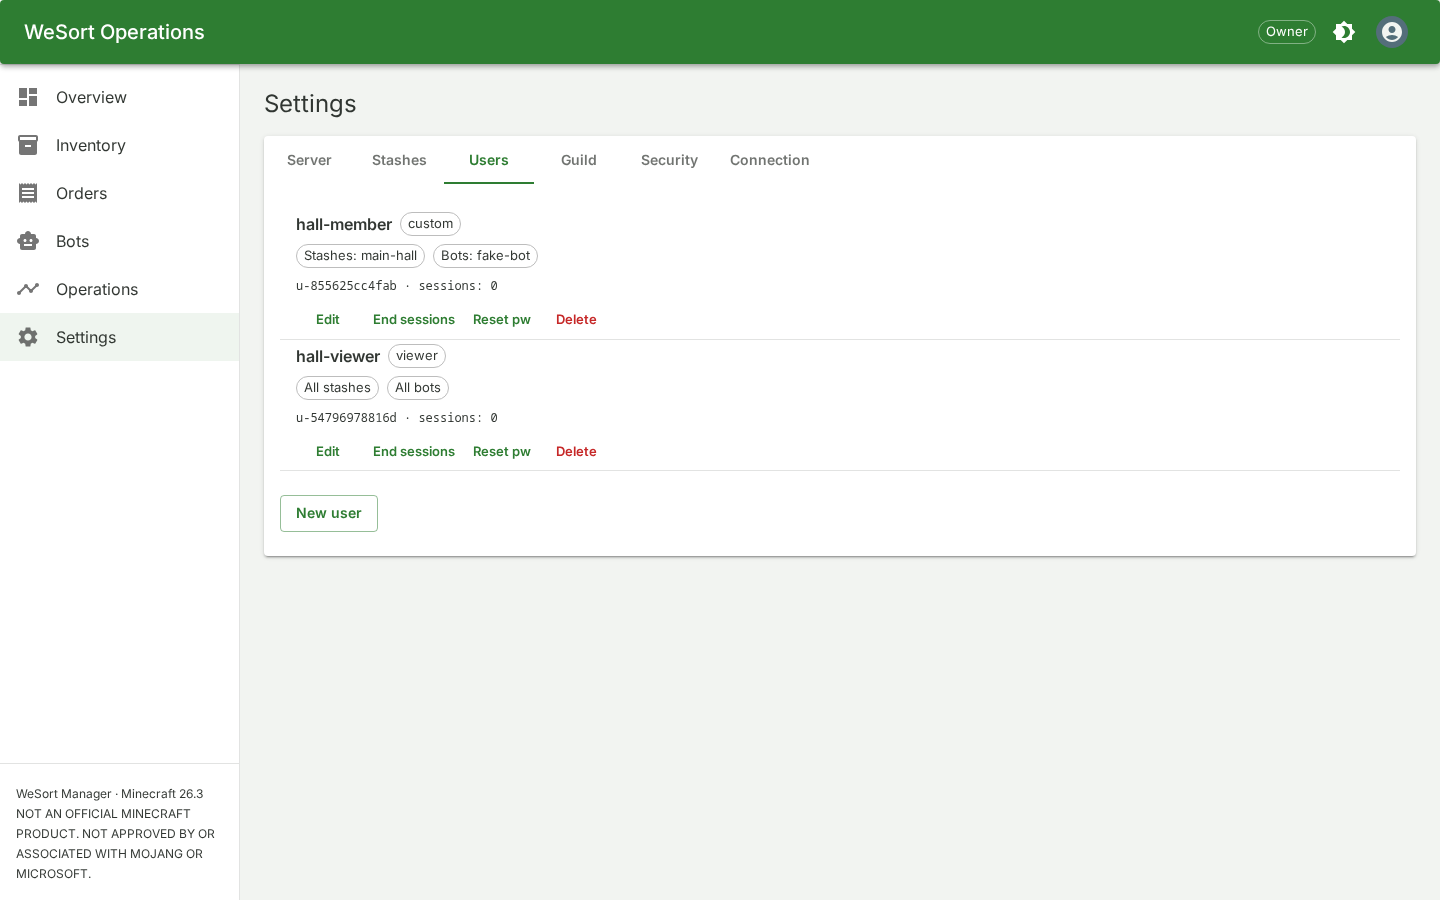 WeSort Operations
Owner
Overview
Inventory
Orders
Bots
Operations
Settings
WeSort Manager · Minecraft 26.3
NOT AN OFFICIAL MINECRAFT
PRODUCT. NOT APPROVED BY OR
ASSOCIATED WITH MOJANG OR
MICROSOFT.
Settings
Server Stashes Users Guild Security Connection
hall-member custom
Stashes: main-hall Bots: fake-bot
u-855625cc4fab · sessions: 0
Edit End sessions Reset pw Delete
hall-viewer viewer
All stashes All bots
u-54796978816d · sessions: 0
Edit End sessions Reset pw Delete
New user